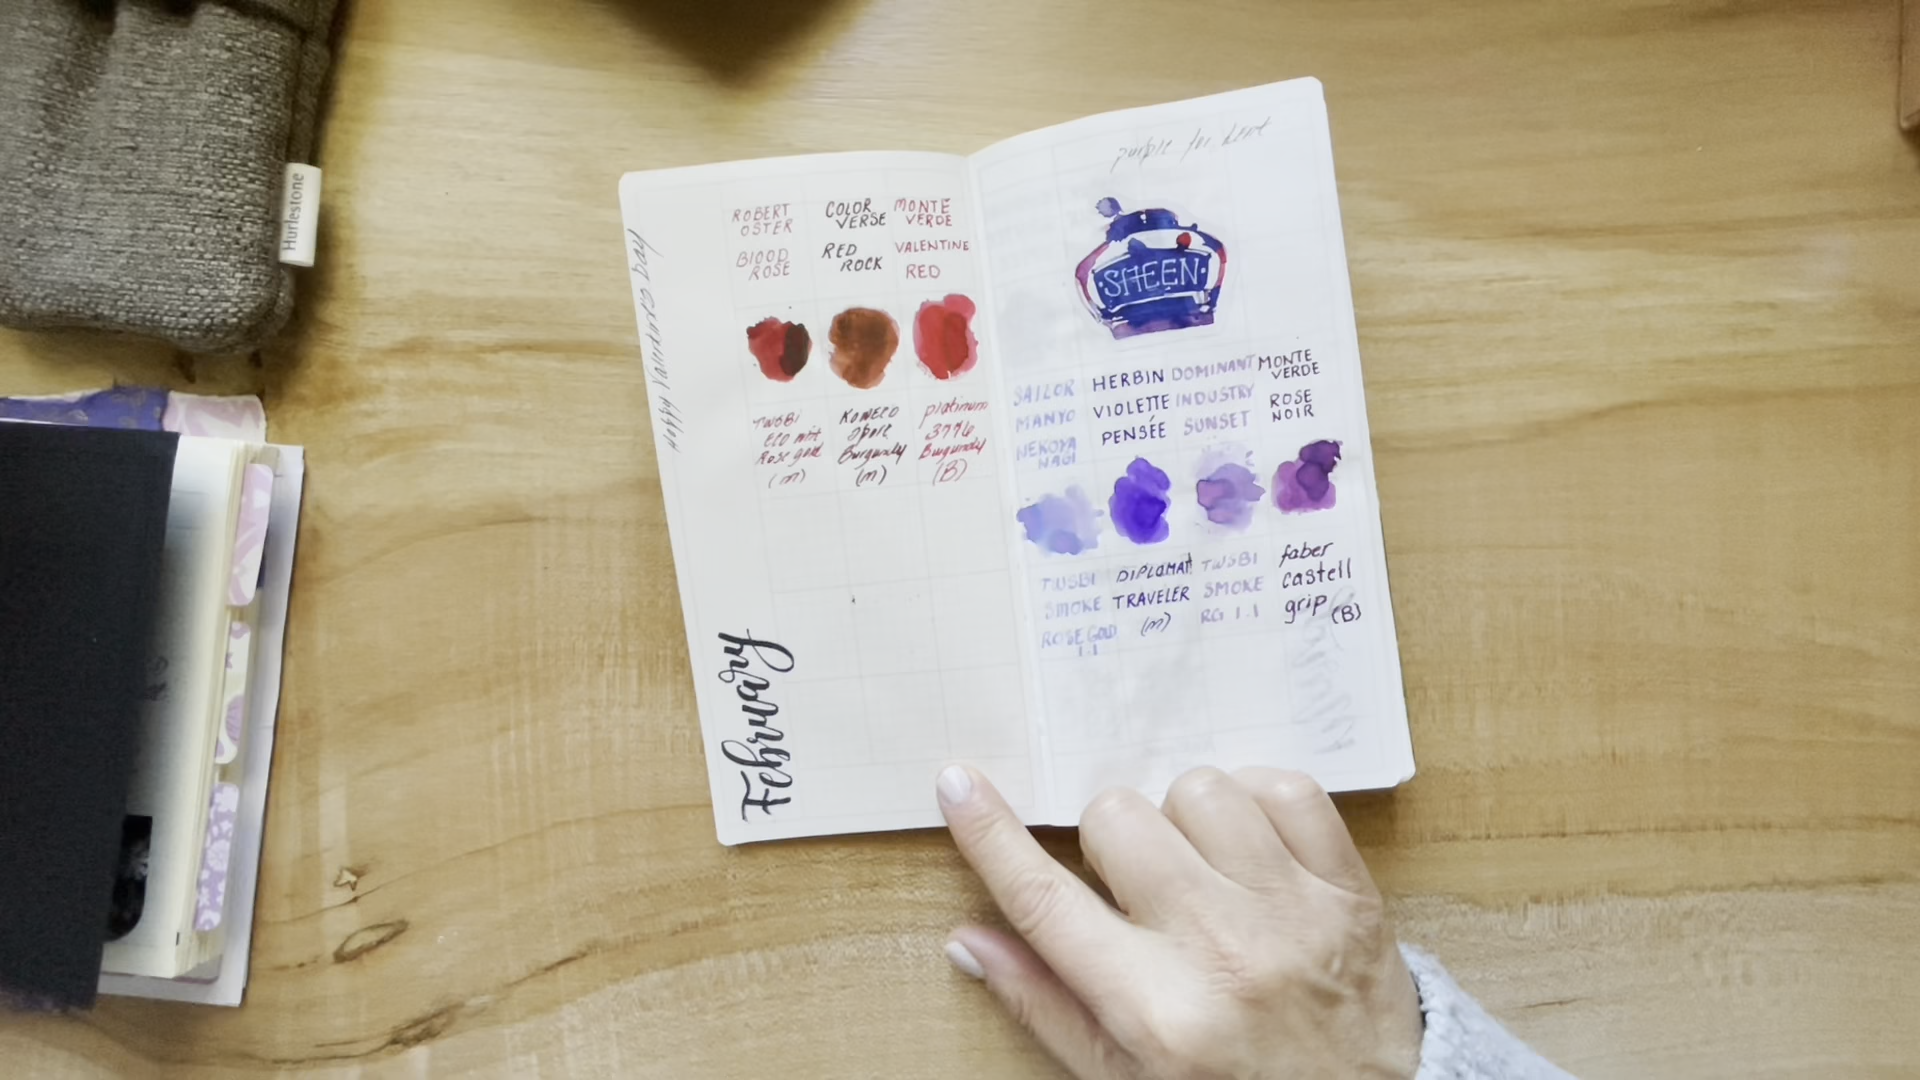 Hurlestone
Happy Valentines Day
ROBERT
OSTER
BLOOD
ROSE
COLOR
VERSE
RED
ROCK
MONTE
VERDE
VALENTINE
RED
TWSBI
eco mint
Rose gold
(m)
KAWECO
Sport
Burgundy
(m)
platinum
3776
Burgundy
(B)
February
purple for lent
SHEEN
SAILOR
MANYO
NEKOYA
NAGI
HERBIN
VIOLETTE
PENSÉE
DOMINANT
INDUSTRY
SUNSET
MONTE
VERDE
ROSE
NOIR
TWSBI
SMOKE
ROSE GOLD
1.1
DIPLOMAT
TRAVELER
(m)
TWSBI
SMOKE
RG 1.1
faber
castell
grip (B)